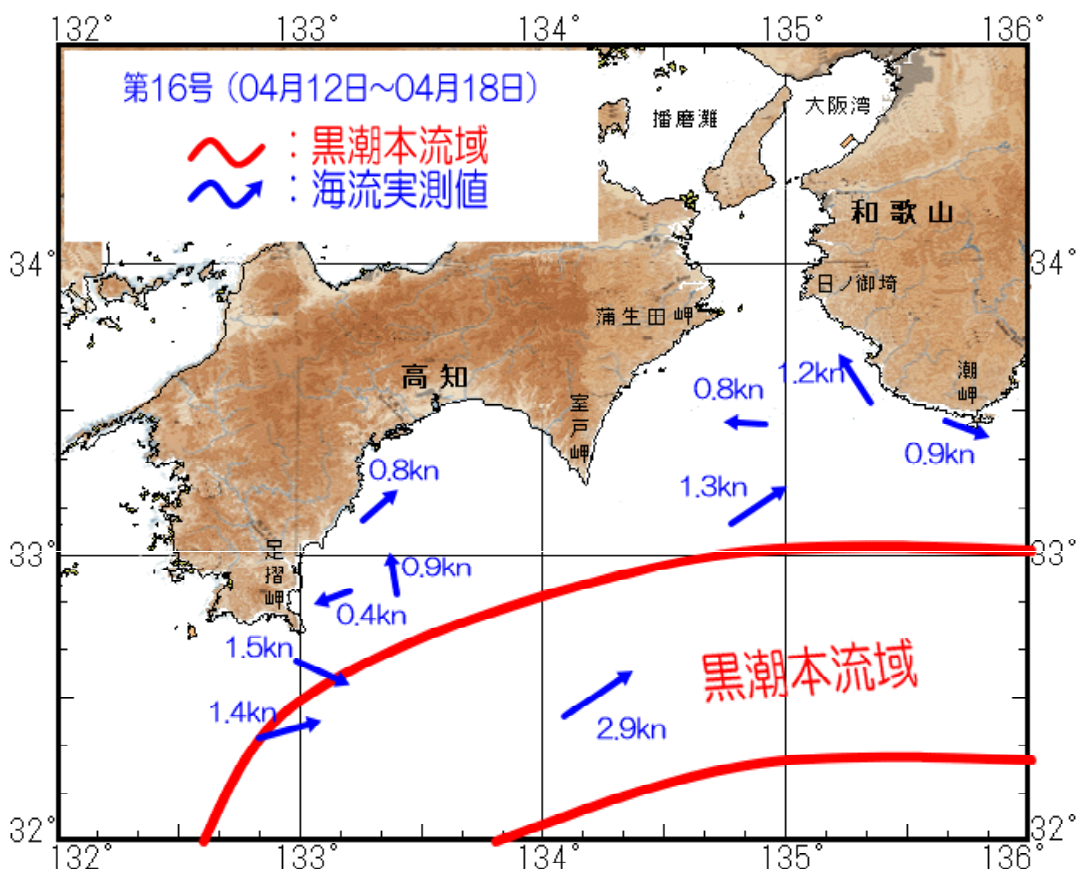 132° 133° 134° 135° 136°
第16号（04月12日～04月18日）
：黒潮本流域
：海流実測値
播磨灘
大阪湾
和歌山
34° 34°
日ノ御埼
蒲生田岬
高知
室戸岬
潮岬
1.2kn
0.8kn
0.9kn
0.8kn
1.3kn
33° 33°
足摺岬
0.9kn
0.4kn
1.5kn
黒潮本流域
1.4kn
2.9kn
32° 32°
132° 133° 134° 135° 136°